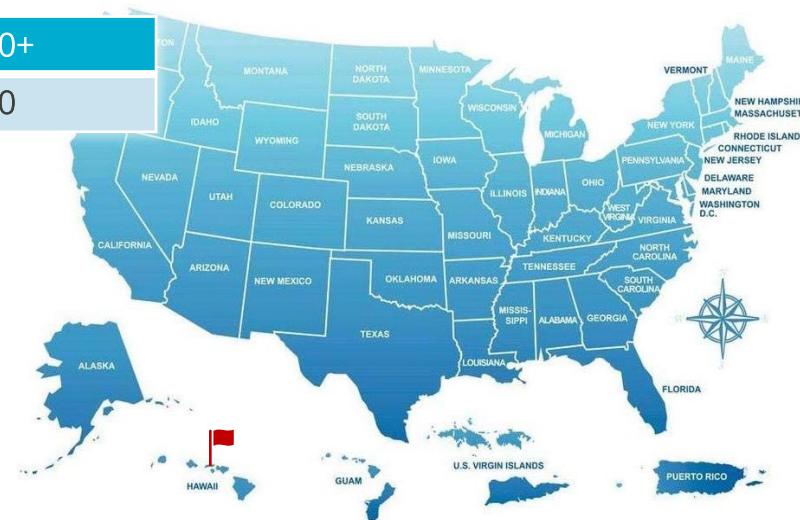 0+
0
TON
MONTANA
NORTH
DAKOTA
MINNESOTA
VERMONT
MAINE
WISCONSIN
NEW HAMPSHI
MASSACHUSET
IDAHO
SOUTH
DAKOTA
MICHIGAN
NEW YORK
RHODE ISLAND
CONNECTICUT
WYOMING
NEW JERSEY
IOWA
PENNSYLVANIA
NEBRASKA
NEVADA
DELAWARE
MARYLAND
WASHINGTON
D.C.
UTAH
ILLINOIS
INDIANA
OHIO
COLORADO
WEST
VIRGINIA
VIRGINIA
KANSAS
MISSOURI
KENTUCKY
CALIFORNIA
NORTH
CAROLINA
ARIZONA
NEW MEXICO
OKLAHOMA
ARKANSAS
TENNESSEE
SOUTH
CAROLINA
MISSIS-
SIPPI
ALABAMA
GEORGIA
TEXAS
LOUISIANA
ALASKA
FLORIDA
U.S. VIRGIN ISLANDS
HAWAII
GUAM
PUERTO RICO